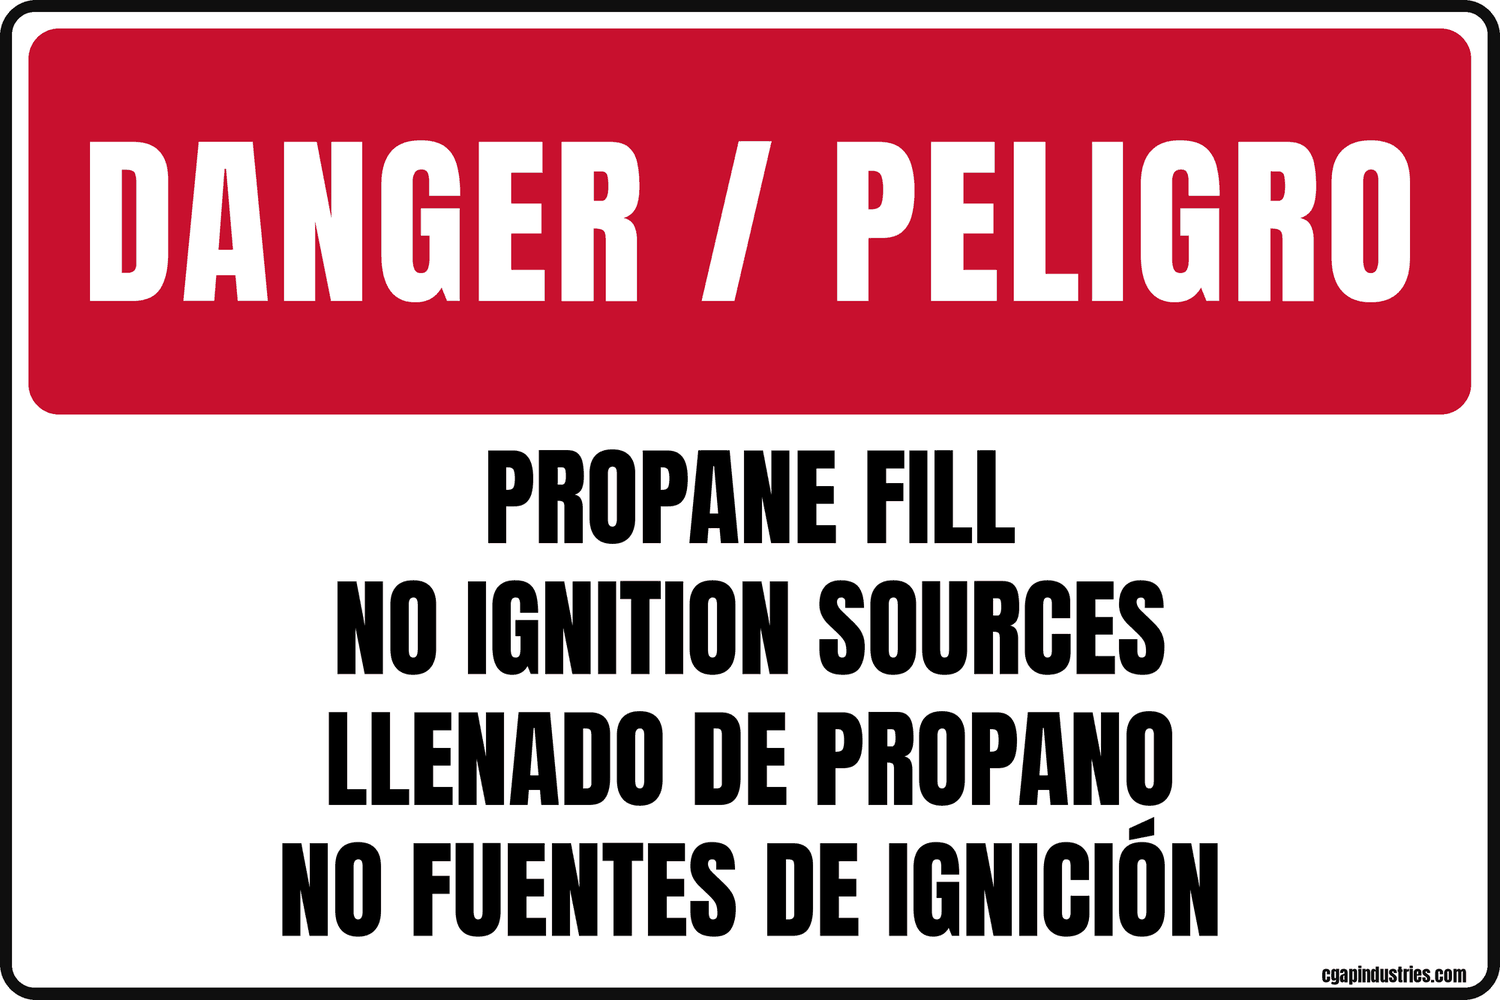 DANGER / PELIGRO
PROPANE FILL
NO IGNITION SOURCES
LLENADO DE PROPANO
NO FUENTES DE IGNICIÓN
cgapindustries.com